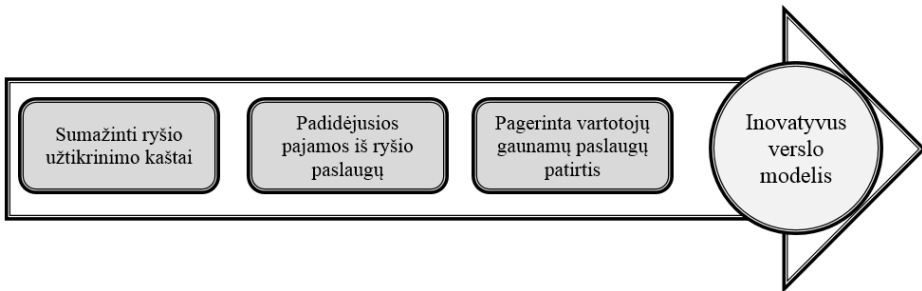 Sumažinti ryšio
užtikrinimo kaštai
Padidėjusios
pajamos iš ryšio
paslaugų
Pagerinta vartotojų
gaunamų paslaugų
patirtis
Inovatyvus
verslo
modelis